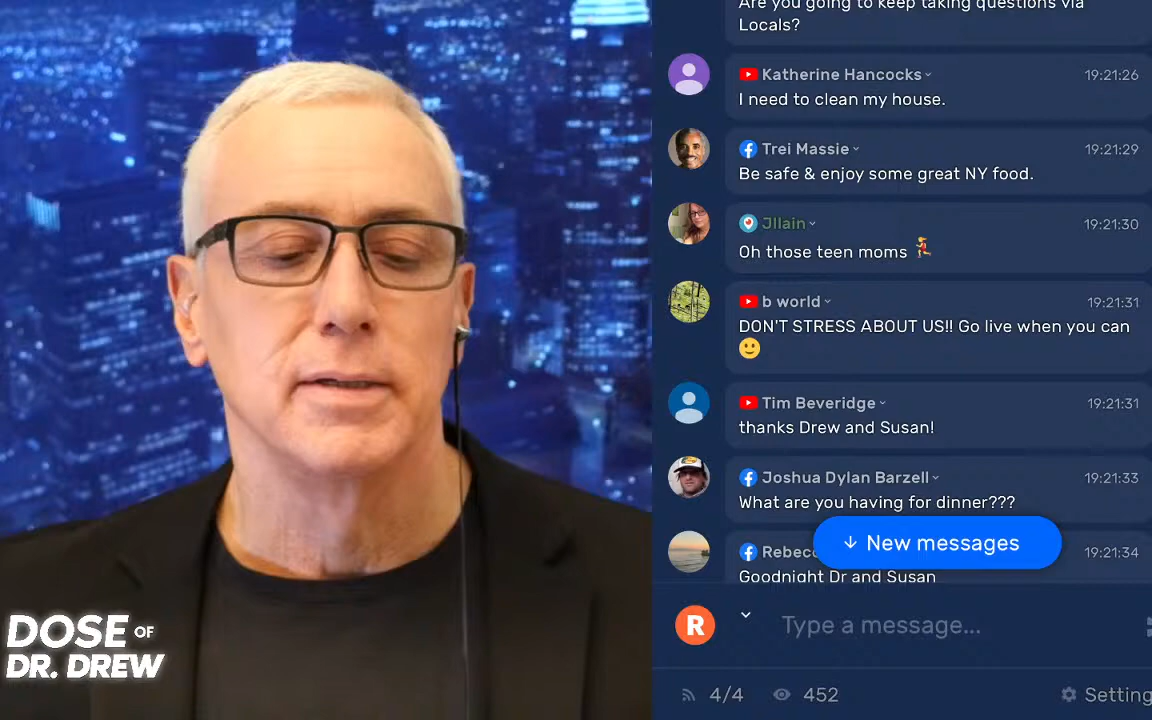 DOSE OF
DR. DREW
Are you going to keep taking questions via
Locals?
Katherine Hancocks 19:21:26
I need to clean my house.
Trei Massie 19:21:29
Be safe & enjoy some great NY food.
Jllain 19:21:30
Oh those teen moms 💃
b world 19:21:31
DON'T STRESS ABOUT US!! Go live when you can
🙂
Tim Beveridge 19:21:31
thanks Drew and Susan!
Joshua Dylan Barzell 19:21:33
What are you having for dinner???
↓ New messages
19:21:34
Goodnight Dr and Susan
R
Type a message...
4/4 452